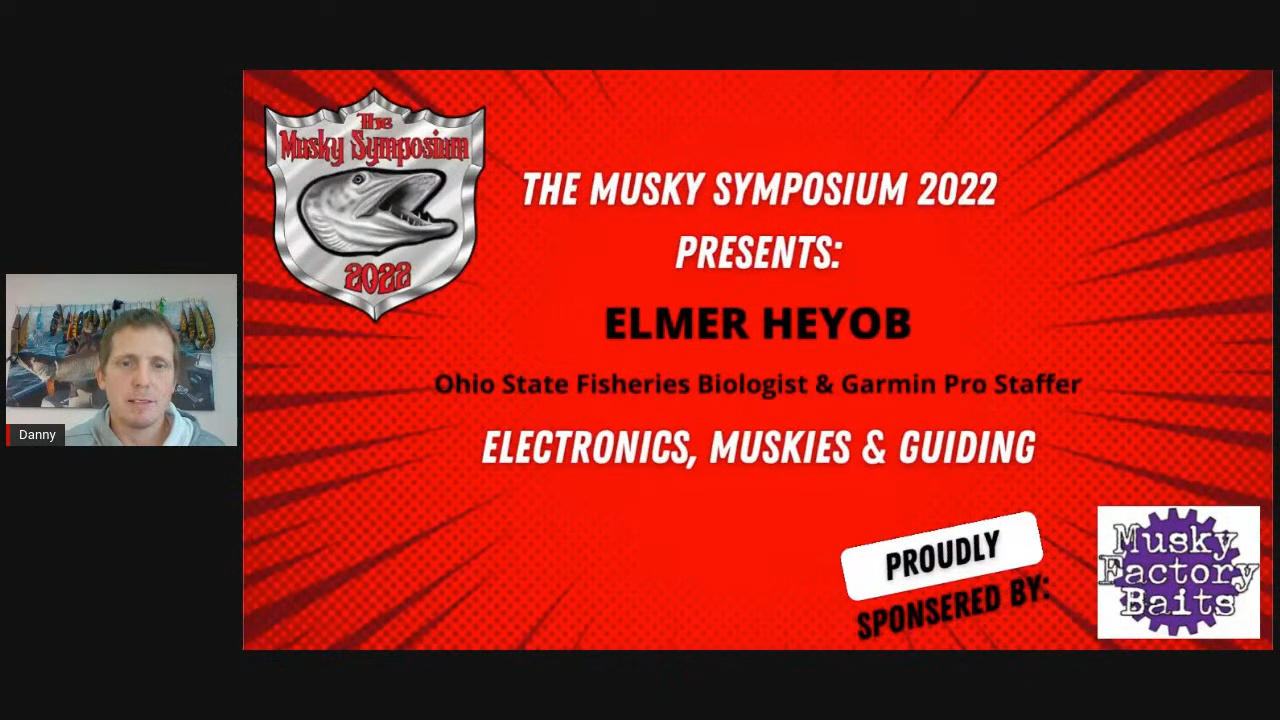 The
Musky Symposium
2022
THE MUSKY SYMPOSIUM 2022
PRESENTS:
ELMER HEYOB
Ohio State Fisheries Biologist & Garmin Pro Staffer
ELECTRONICS, MUSKIES & GUIDING
Danny
PROUDLY
SPONSERED BY:
Musky
Factory
Baits